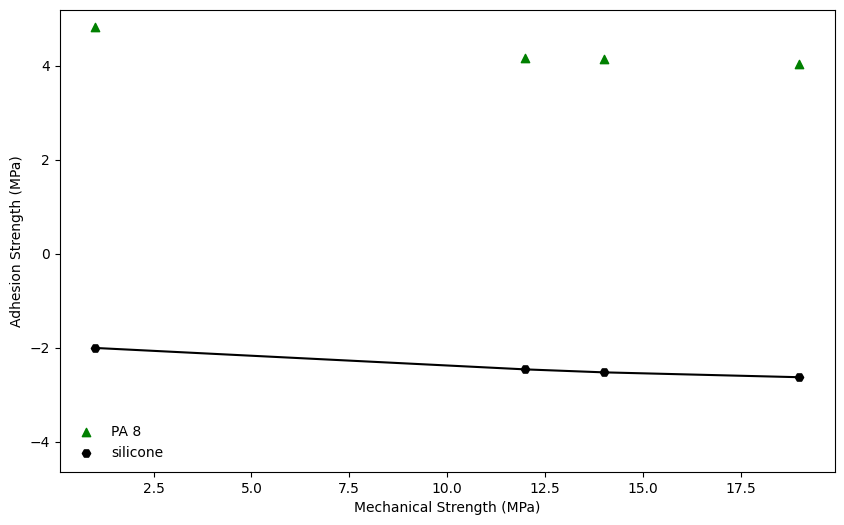 4
2
0
−2
−4
Adhesion Strength (MPa)
PA 8
silicone
2.5 5.0 7.5 10.0 12.5 15.0 17.5
Mechanical Strength (MPa)